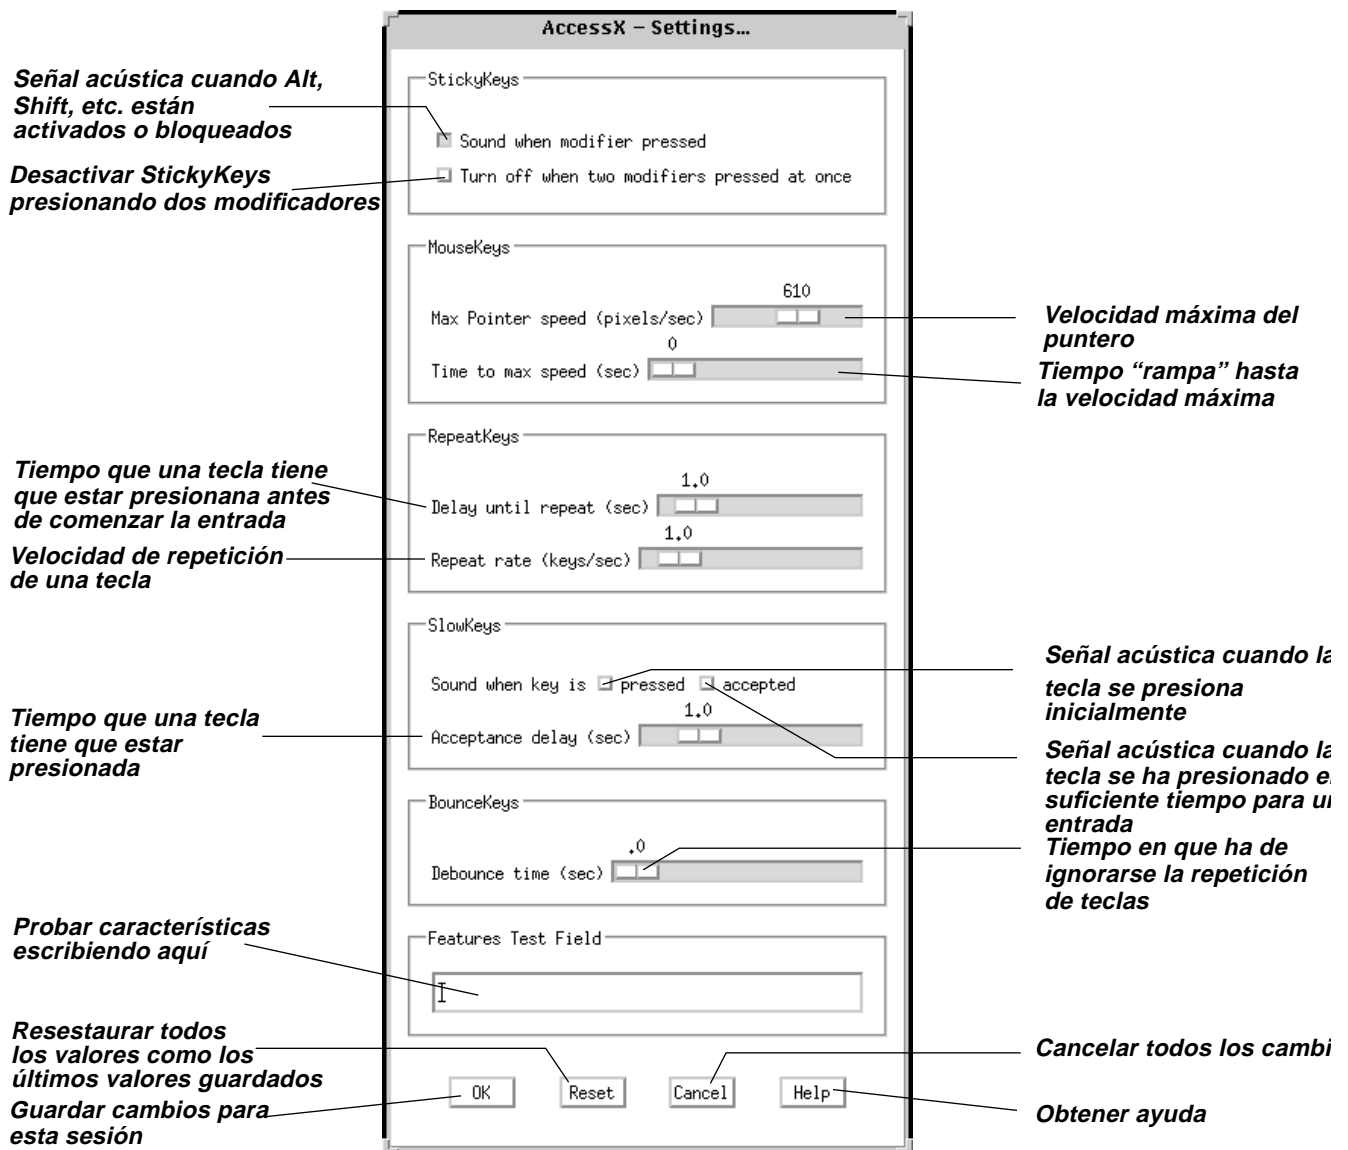 AccessX – Settings...
Señal acústica cuando Alt,
Shift, etc. están
activados o bloqueados
Desactivar StickyKeys
presionando dos modificadores
StickyKeys
Sound when modifier pressed
Turn off when two modifiers pressed at once
MouseKeys
610
Max Pointer speed (pixels/sec)
0
Time to max speed (sec)
Velocidad máxima del
puntero
Tiempo “rampa” hasta
la velocidad máxima
Tiempo que una tecla tiene
que estar presionana antes
de comenzar la entrada
Velocidad de repetición
de una tecla
RepeatKeys
1.0
Delay until repeat (sec)
1.0
Repeat rate (keys/sec)
SlowKeys
Sound when key is pressed accepted
1.0
Acceptance delay (sec)
Tiempo que una tecla
tiene que estar
presionada
Señal acústica cuando la
tecla se presiona
inicialmente
Señal acústica cuando la
tecla se ha presionado
suficiente tiempo para
entrada
Tiempo en que ha de
ignorarse la repetición
de teclas
BounceKeys
.0
Debounce time (sec)
Probar características
escribiendo aquí
Features Test Field
Resestaurar todos
los valores como los
últimos valores guardados
Guardar cambios para
esta sesión
OK Reset Cancel Help
Cancelar todos los cambi
Obtener ayuda